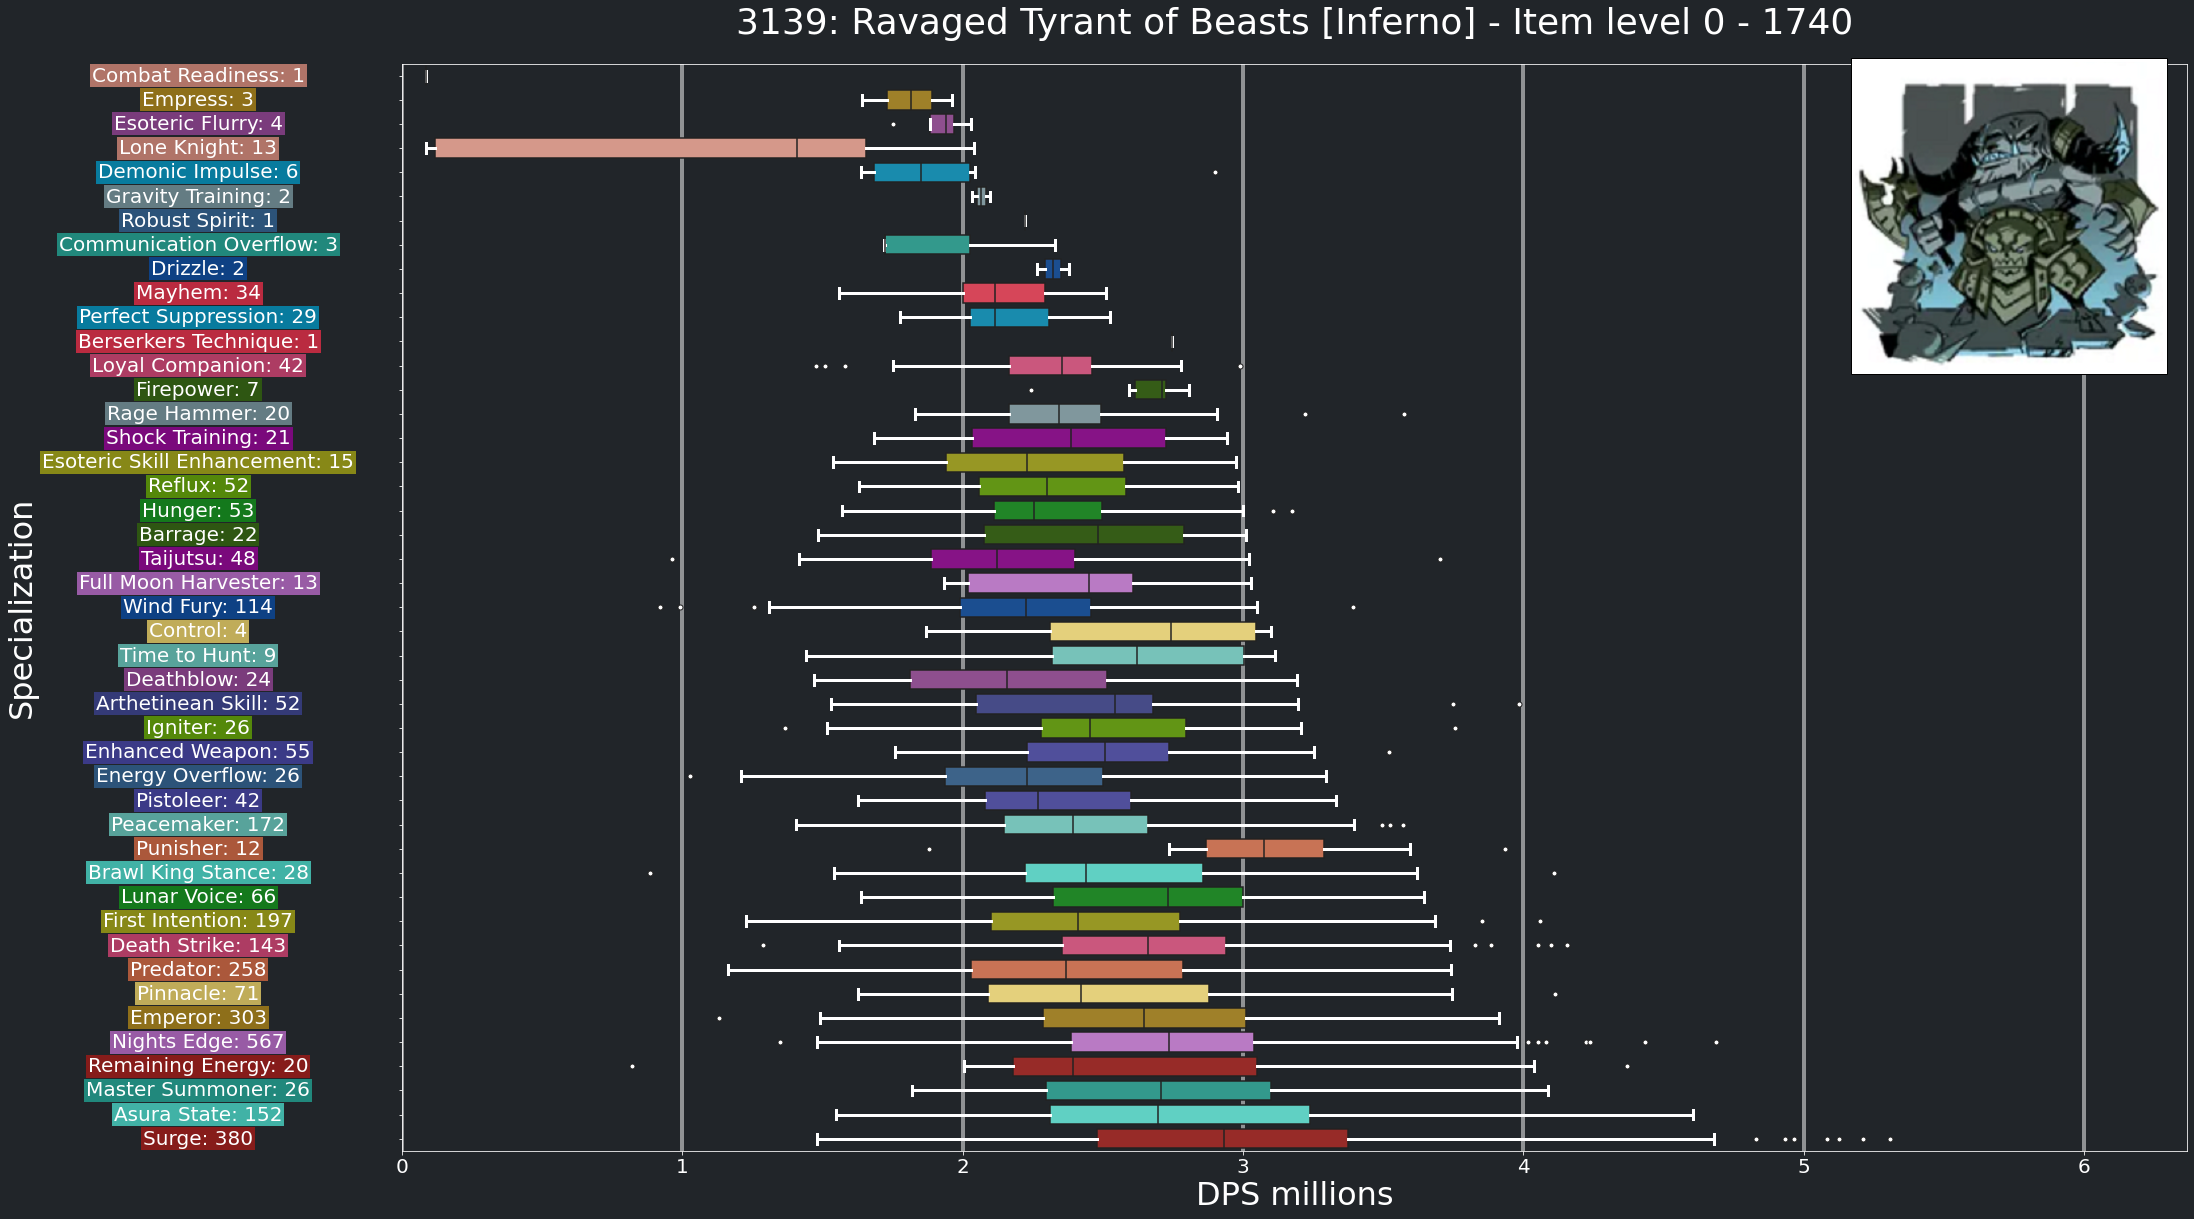 3139: Ravaged Tyrant of Beasts [Inferno] - Item level 0 - 1740
Specialization
Combat Readiness: 1
Empress: 3
Esoteric Flurry: 4
Lone Knight: 13
Demonic Impulse: 6
Gravity Training: 2
Robust Spirit: 1
Communication Overflow: 3
Drizzle: 2
Mayhem: 34
Perfect Suppression: 29
Berserkers Technique: 1
Loyal Companion: 42
Firepower: 7
Rage Hammer: 20
Shock Training: 21
Esoteric Skill Enhancement: 15
Reflux: 52
Hunger: 53
Barrage: 22
Taijutsu: 48
Full Moon Harvester: 13
Wind Fury: 114
Control: 4
Time to Hunt: 9
Deathblow: 24
Arthetinean Skill: 52
Igniter: 26
Enhanced Weapon: 55
Energy Overflow: 26
Pistoleer: 42
Peacemaker: 172
Punisher: 12
Brawl King Stance: 28
Lunar Voice: 66
First Intention: 197
Death Strike: 143
Predator: 258
Pinnacle: 71
Emperor: 303
Nights Edge: 567
Remaining Energy: 20
Master Summoner: 26
Asura State: 152
Surge: 380
0 1 2 3 4 5 6
DPS millions